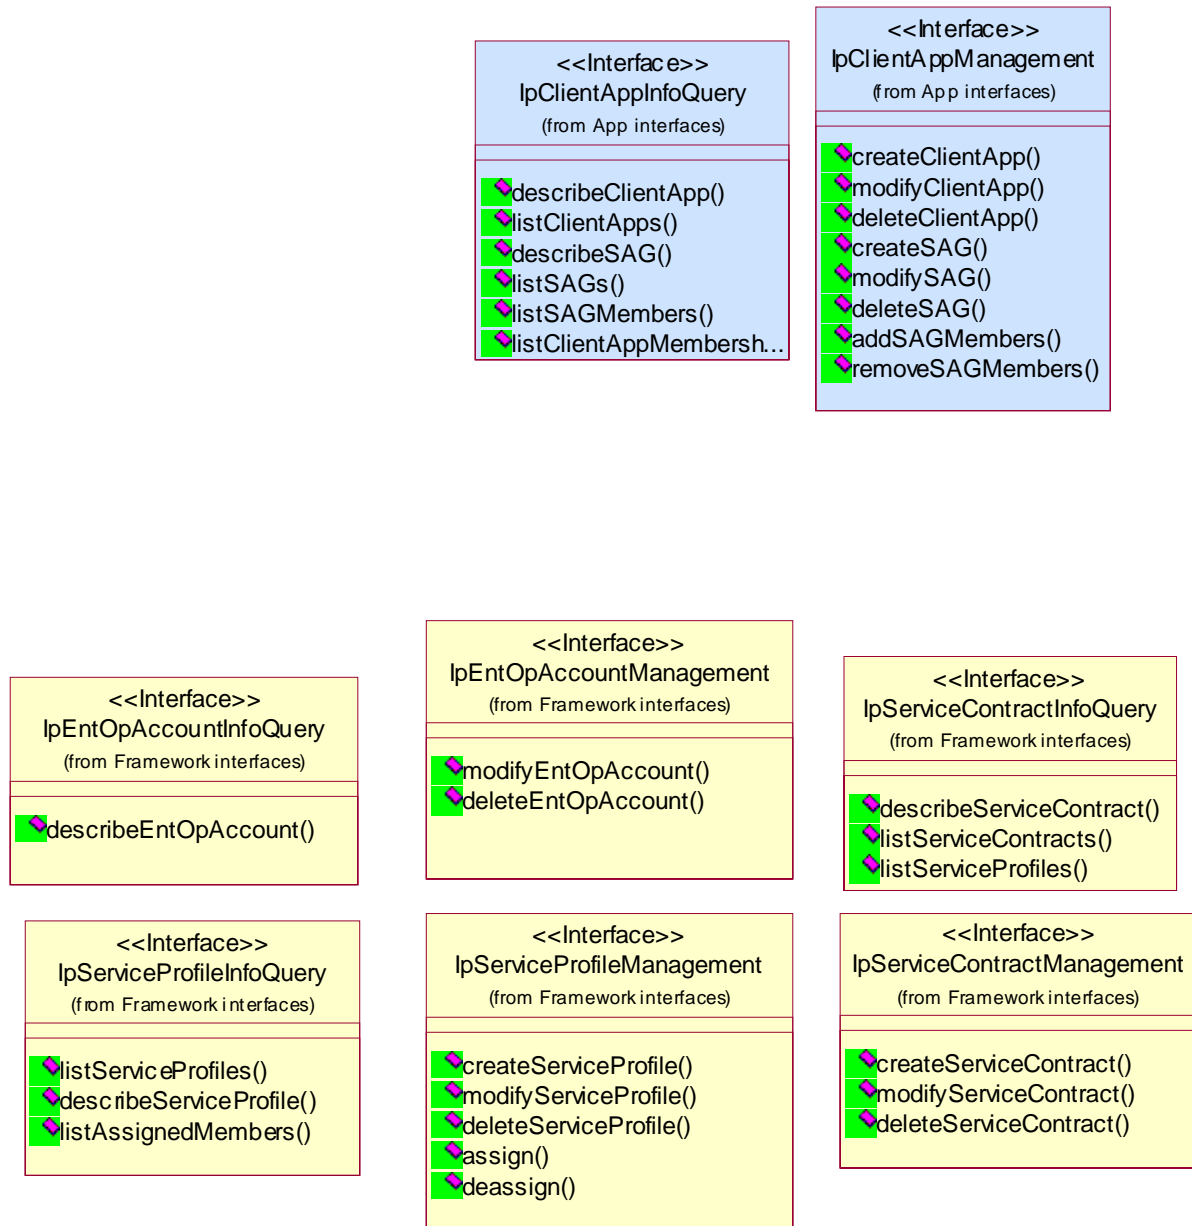 <<Interface>>
IpClientAppInfoQuery
(from App interfaces)
describeClientApp()
listClientApps()
describeSAG()
listSAGs()
listSAGMembers()
listClientAppMembersh...
<<Interface>>
IpClientAppManagement
(from App interfaces)
createClientApp()
modifyClientApp()
deleteClientApp()
createSAG()
modifySAG()
deleteSAG()
addSAGMembers()
removeSAGMembers()
<<Interface>>
IpEntOpAccountInfoQuery
(from Framework interfaces)
describeEntOpAccount()
<<Interface>>
IpEntOpAccountManagement
(from Framework interfaces)
modifyEntOpAccount()
deleteEntOpAccount()
<<Interface>>
IpServiceContractInfoQuery
(from Framework interfaces)
describeServiceContract()
listServiceContracts()
listServiceProfiles()
<<Interface>>
IpServiceProfileInfoQuery
(from Framework interfaces)
listServiceProfiles()
describeServiceProfile()
listAssignedMembers()
<<Interface>>
IpServiceProfileManagement
(from Framework interfaces)
createServiceProfile()
modifyServiceProfile()
deleteServiceProfile()
assign()
deassign()
<<Interface>>
IpServiceContractManagement
(from Framework interfaces)
createServiceContract()
modifyServiceContract()
deleteServiceContract()